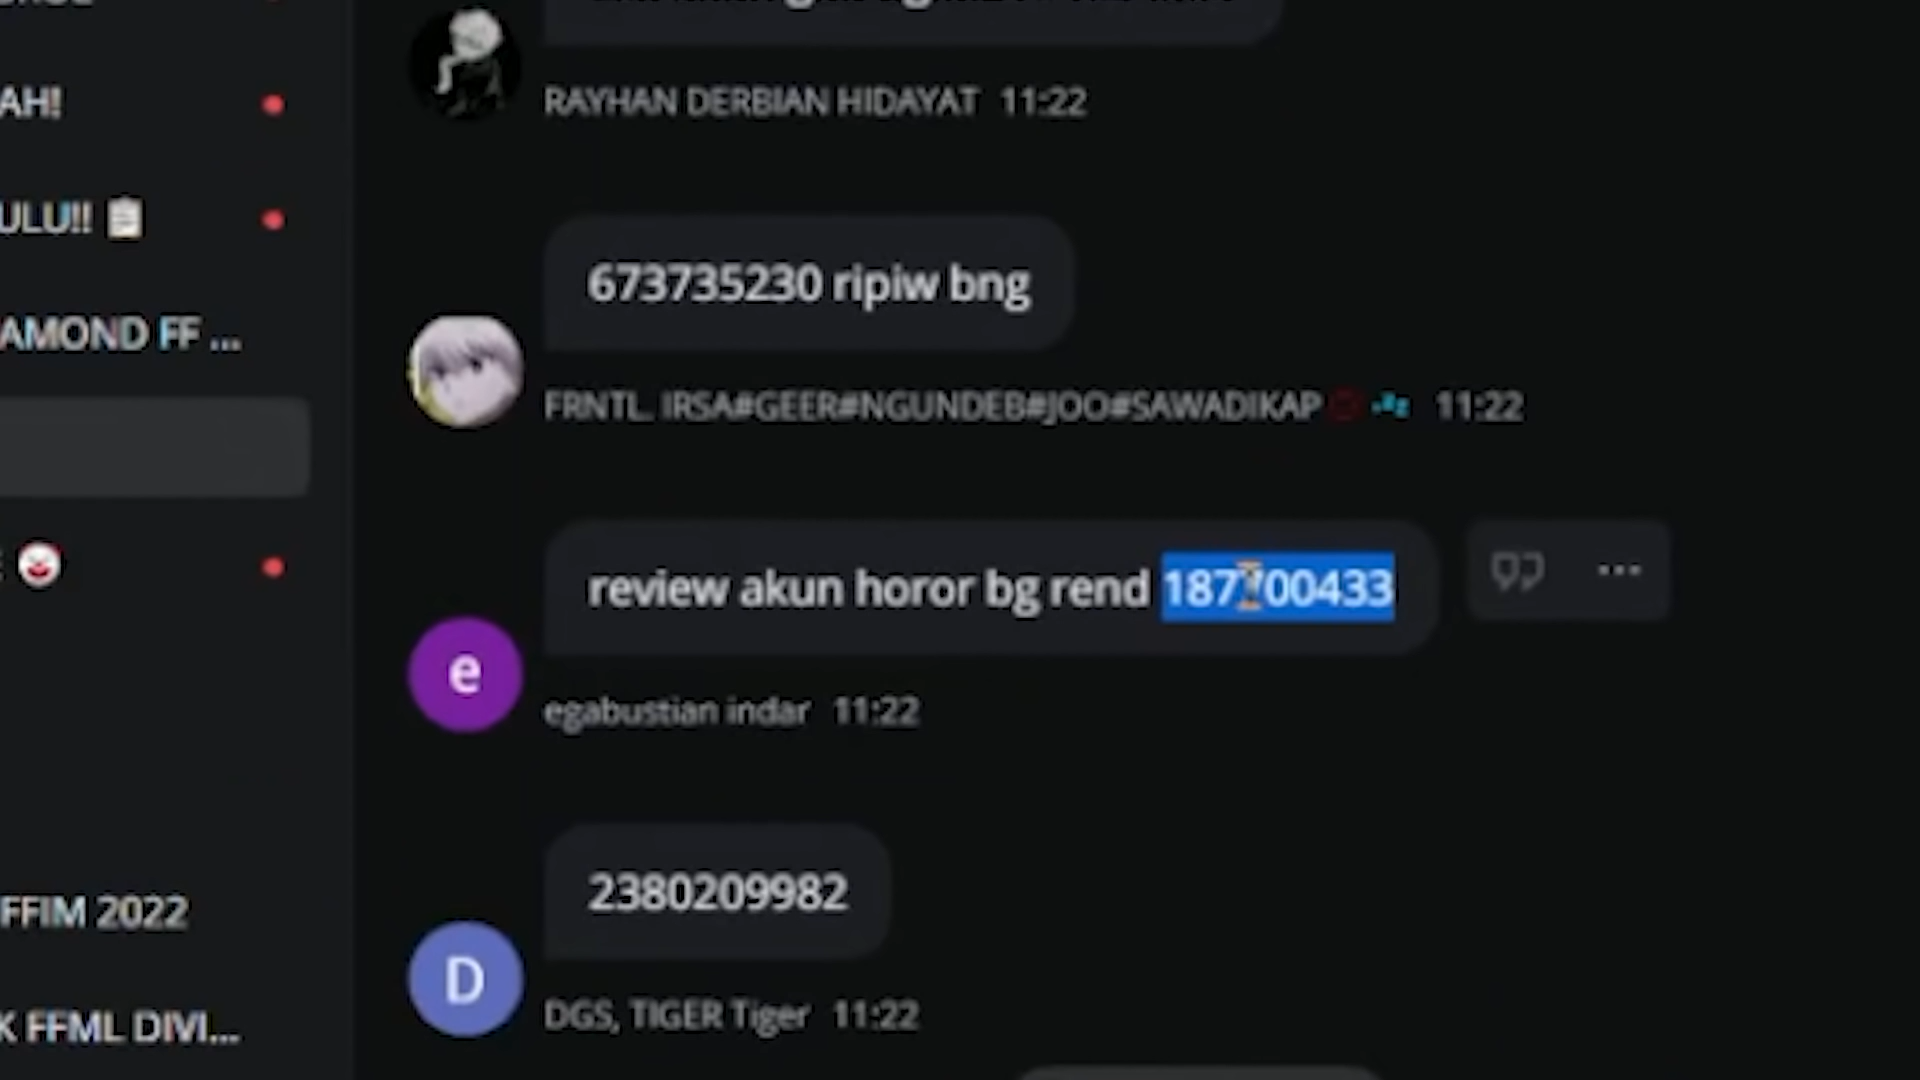 AH!
RAYHAN DERBIAN HIDAYAT 11:22
ULU!! 📋
673735230 ripiw bng
AMOND FF ...
FRNTL. IRSA#GEER#NGUNDEB#JOO#SAWADIKAP 💤 11:22
review akun horor bg rend
egabustian indar 11:22
2380209982
FFIM 2022
DGS, TIGER Tiger 11:22
K FFML DIVI...